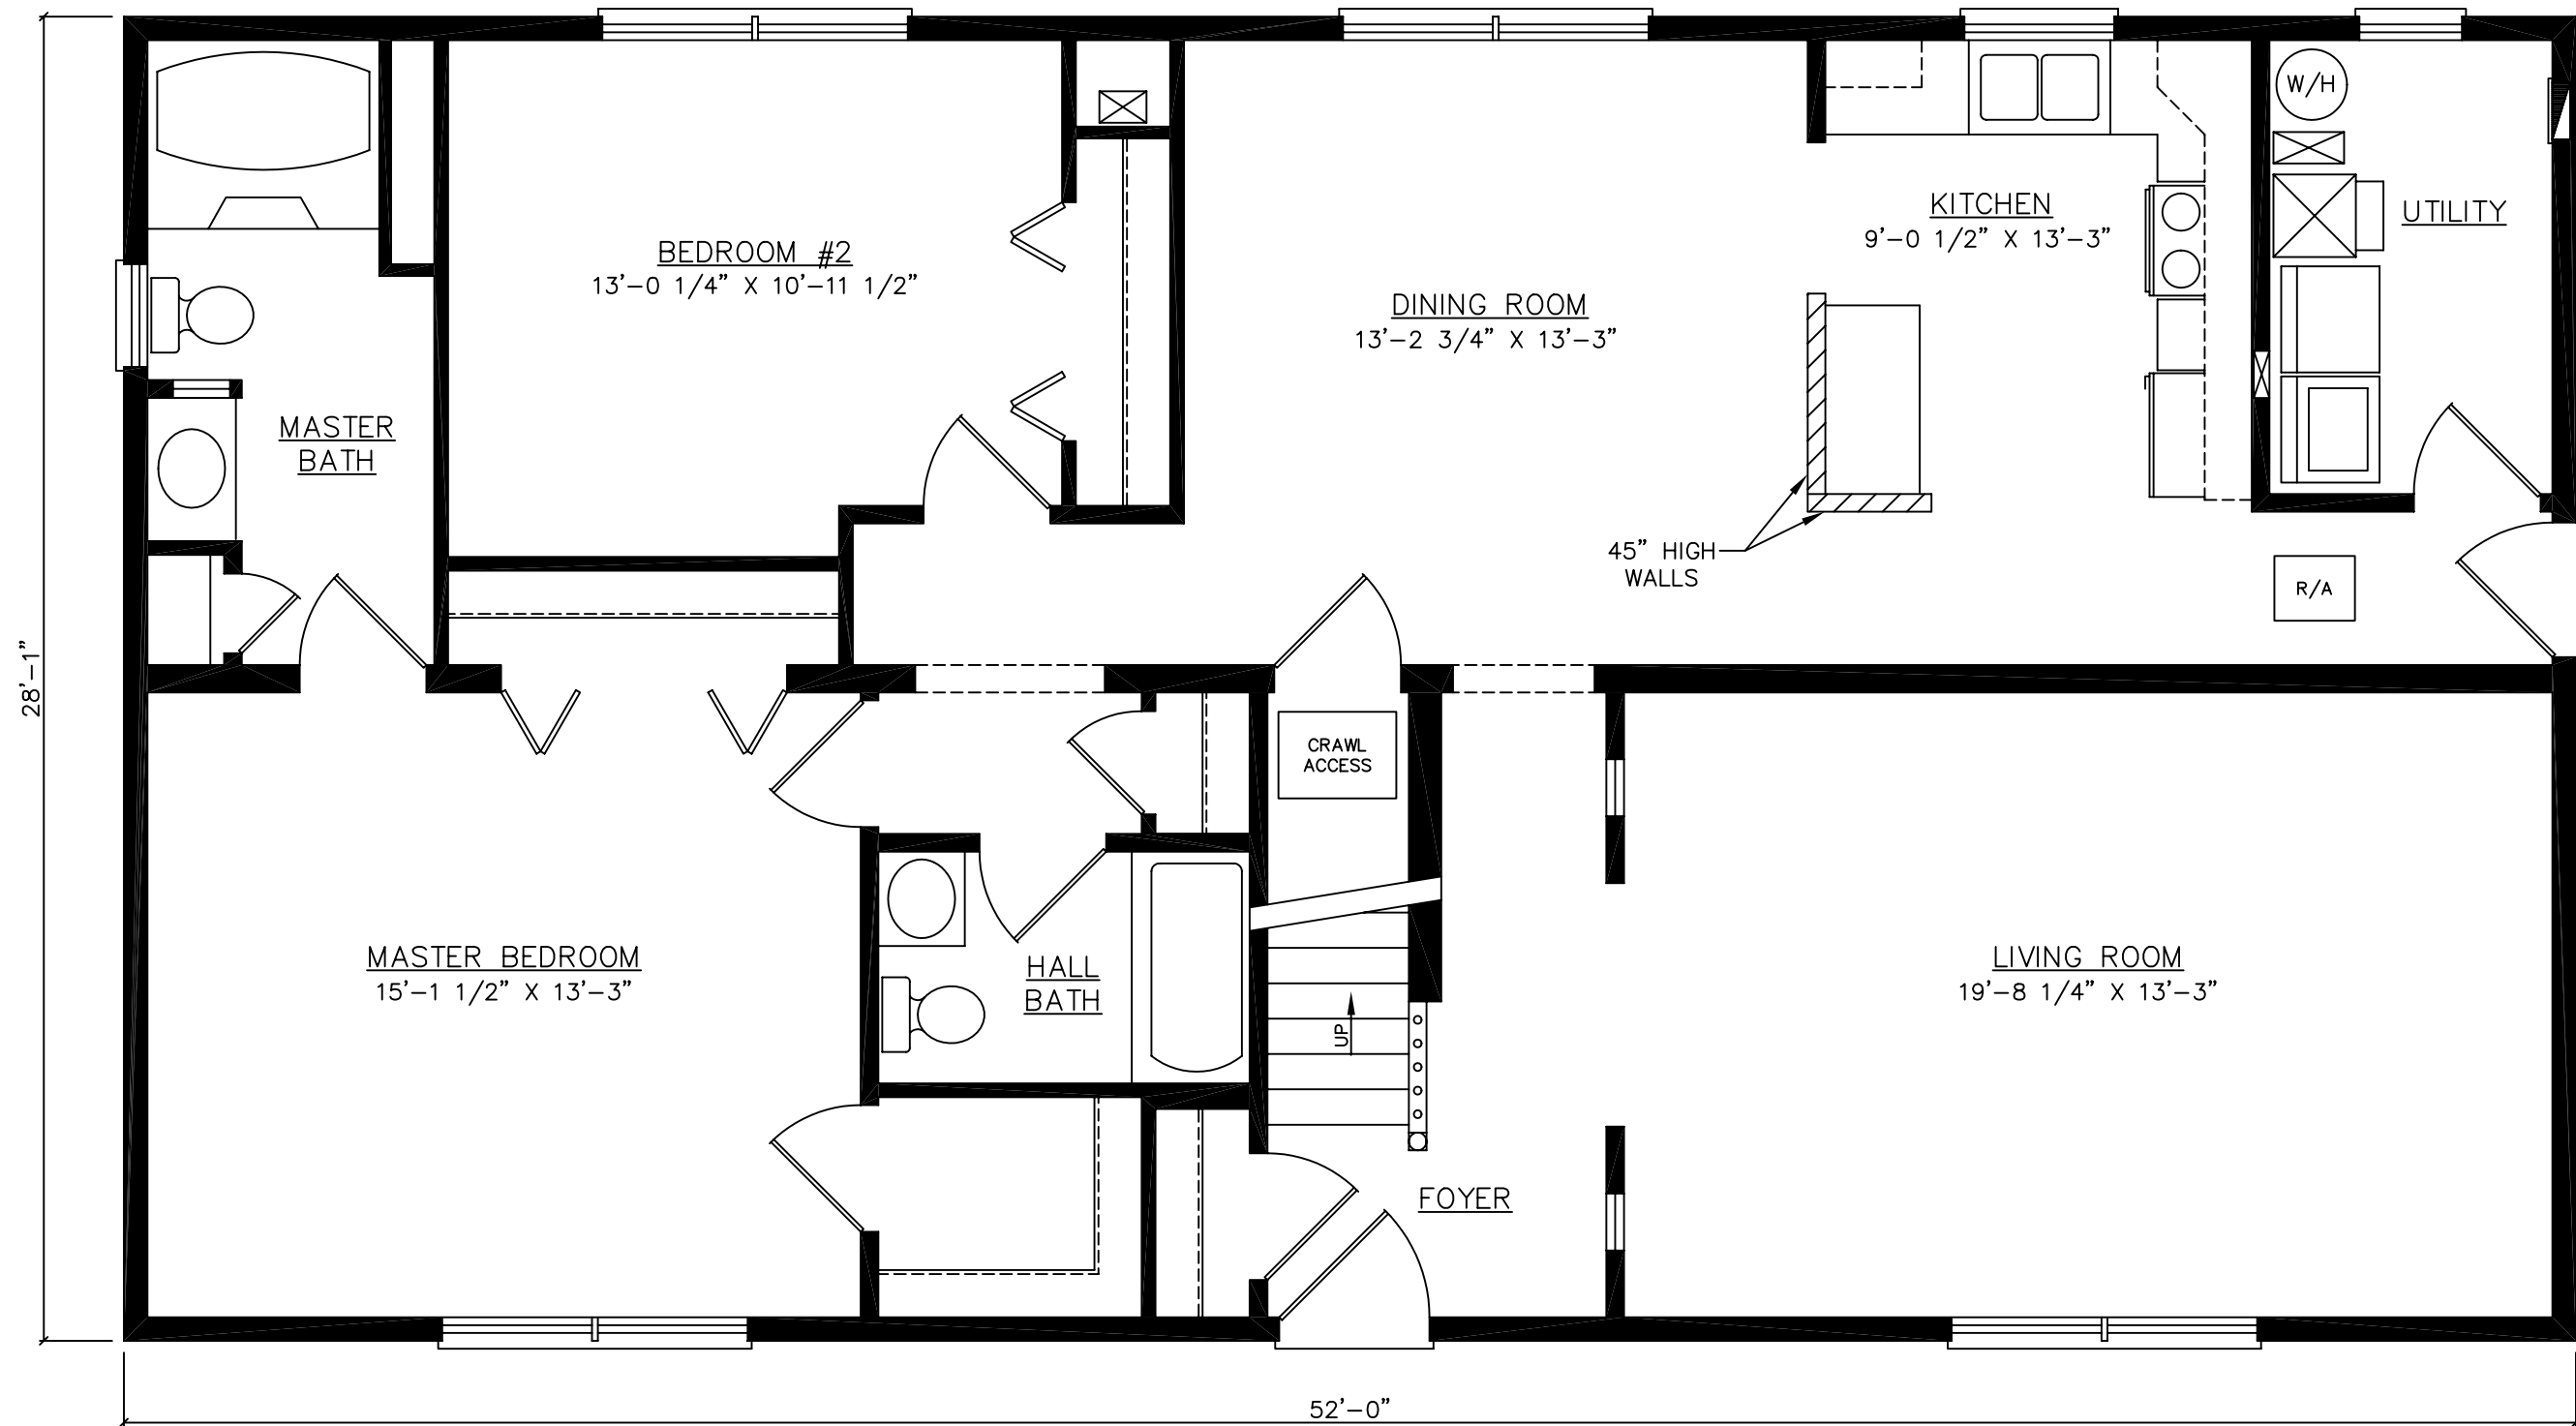 W/H
KITCHEN
9'-0 1/2" X 13'-3"
UTILITY
BEDROOM #2
13'-0 1/4" X 10'-11 1/2"
DINING ROOM
13'-2 3/4" X 13'-3"
MASTER
BATH
45" HIGH
WALLS
R/A
28'-1"
CRAWL
ACCESS
MASTER BEDROOM
15'-1 1/2" X 13'-3"
HALL
BATH
UP
LIVING ROOM
19'-8 1/4" X 13'-3"
FOYER
52'-0"